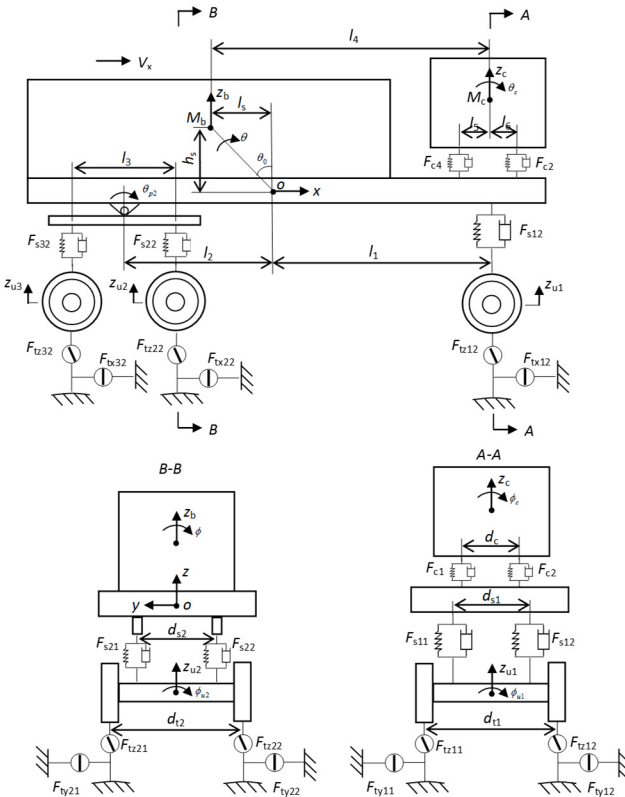 B
A
l4
Vx
zb
ls
Mb
θ
θ0
hs
zc
θc
Mc
l5
l6
Fc4
Fc2
l3
o
x
θp2
Fs32
Fs22
l2
l1
Fs12
zu3
zu2
zu1
Ftz32
Ftx32
Ftz22
Ftx22
Ftz12
Ftx12
B
A
B-B
A-A
zb
ϕ
z
y
o
ds2
Fs21
Fs22
zu2
ϕu2
dt2
Ftz21
Ftz22
Fty21
Fty22
zc
ϕc
dc
Fc1
Fc2
ds1
Fs11
Fs12
zu1
ϕu1
dt1
Ftz11
Ftz12
Fty11
Fty12